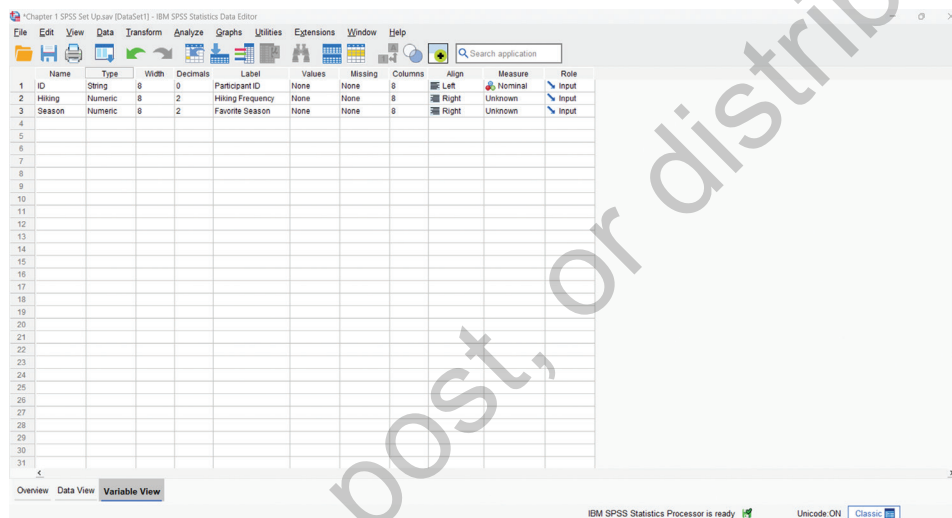 *Chapter 1 SPSS Set Up.sav [DataSet1] - IBM SPSS Statistics Data Editor
File Edit View Data Transform Analyze Graphs Utilities Extensions Window Help
Search application
Name Type Width Decimals Label Values Missing Columns Align Measure Role
1 ID String 8 0 Participant ID None None 8 Left Nominal Input
2 Hiking Numeric 8 2 Hiking Frequency None None 8 Right Unknown Input
3 Season Numeric 8 2 Favorite Season None None 8 Right Unknown Input
4
5
6
7
8
9
10
11
12
13
14
15
16
17
18
19
20
21
22
23
24
25
26
27
28
29
30
31
Overview Data View Variable View
IBM SPSS Statistics Processor is ready Unicode:ON Classic
post, or distrib